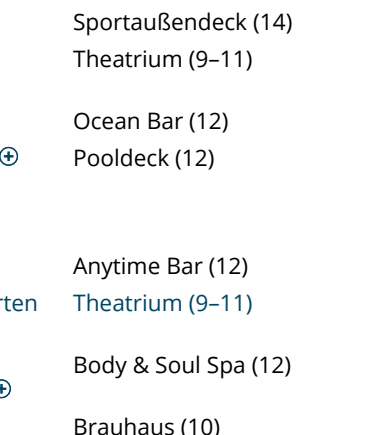 Sportaußendeck (14)
Theatrium (9–11)
Ocean Bar (12)
Pooldeck (12)
Anytime Bar (12)
rten Theatrium (9–11)
Body & Soul Spa (12)
Brauhaus (10)